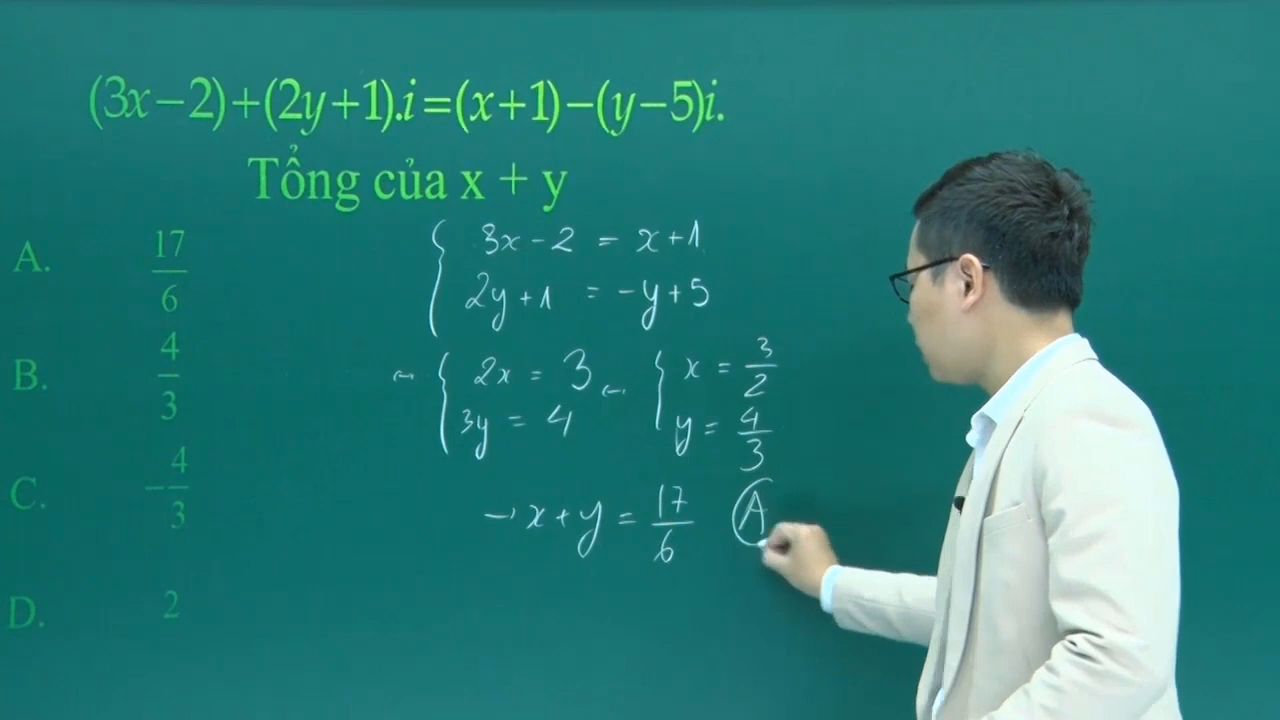 (3x−2)+(2y+1).i=(x+1)−(y−5)i.
Tổng của x + y
A. 17/6
B. 4/3
C. −4/3
D. 2
{ 3x − 2 = x + 1
2y + 1 = −y + 5
↔ { 2x = 3
3y = 4
↔ { x = 3/2
y = 4/3
→ x + y = 17/6 A